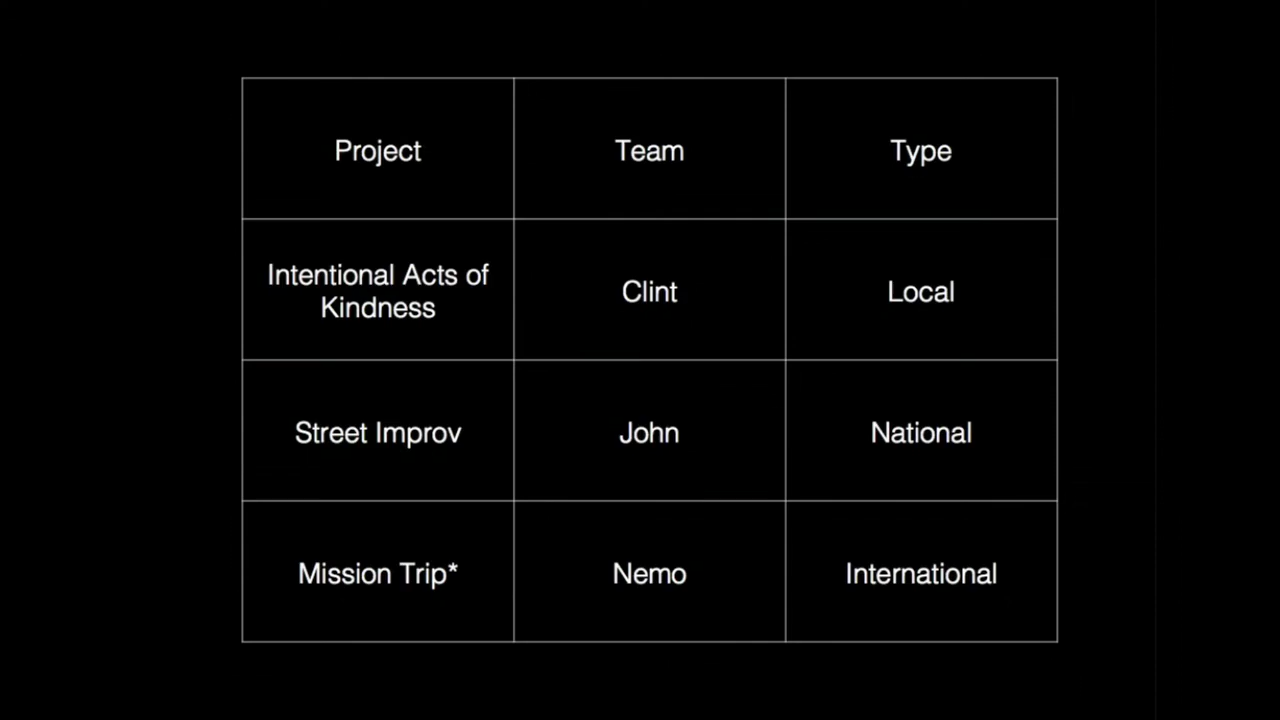 Project Team Type
Intentional Acts of
Kindness
Clint Local
Street Improv John National
Mission Trip* Nemo International